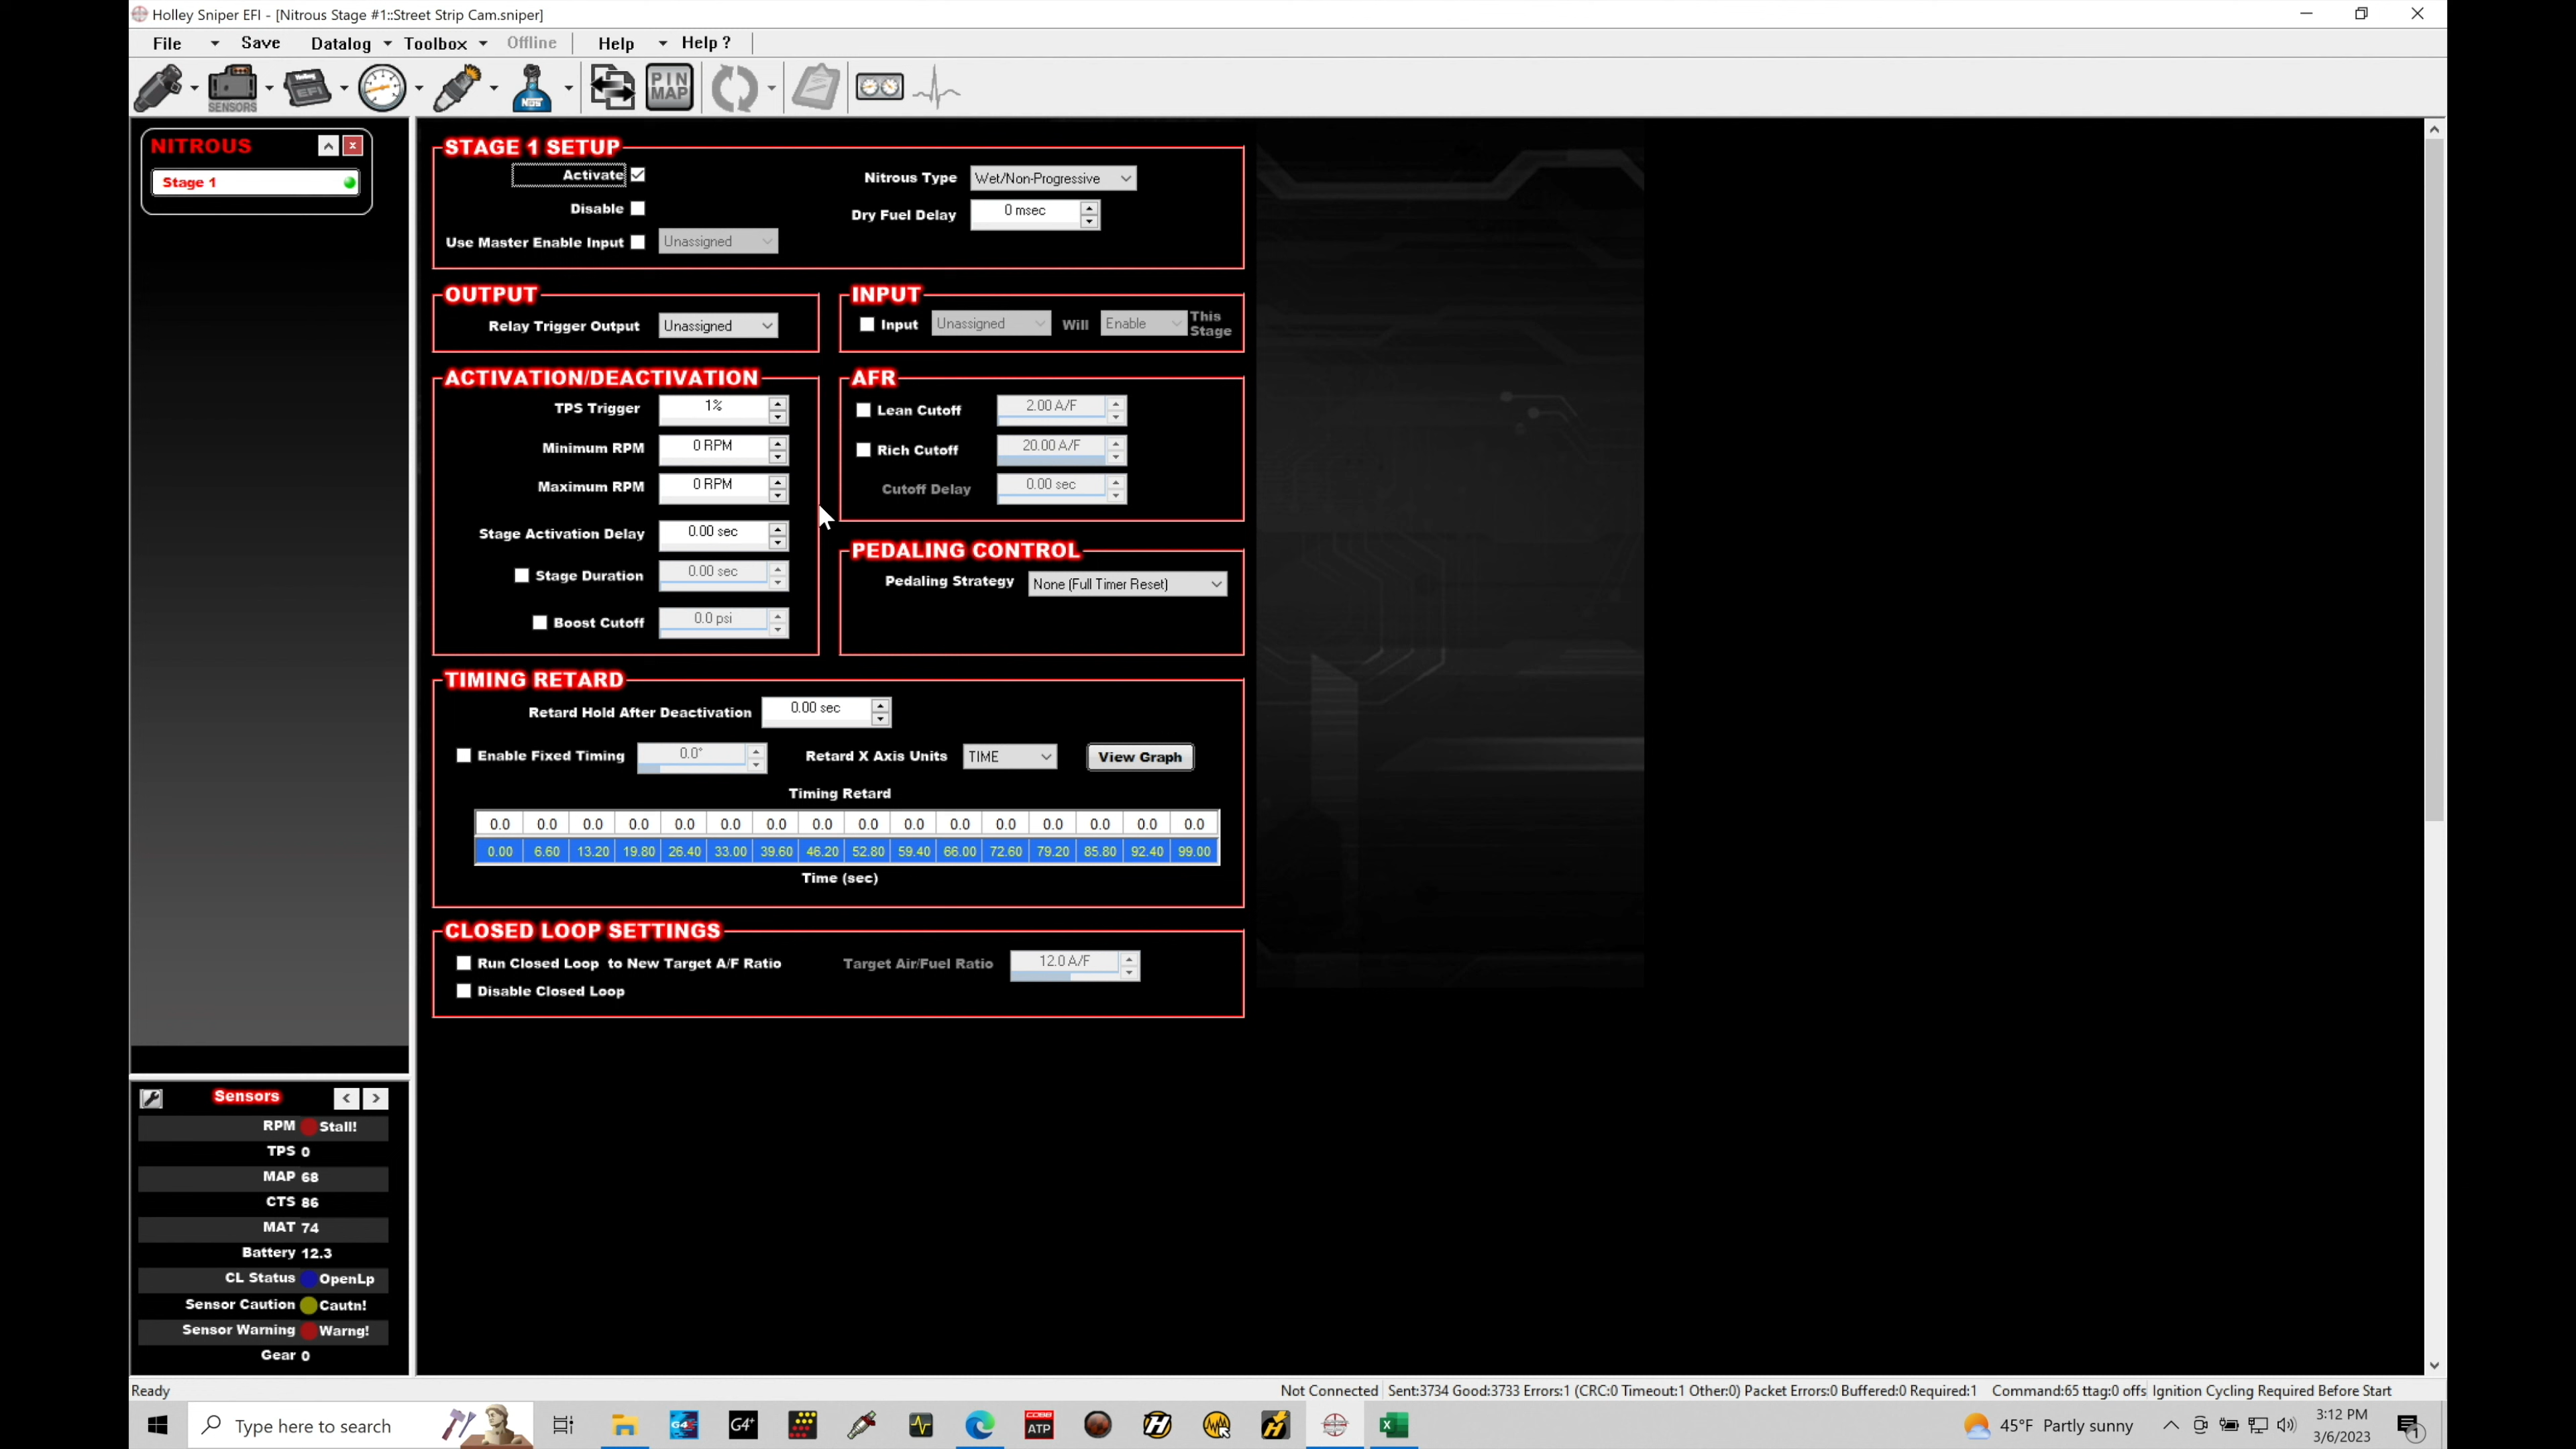 Holley Sniper EFI - [Nitrous Stage #1::Street Strip Cam.sniper]
File Save Datalog Toolbox Offline Help Help ?
SENSORS EFI NOS PIN MAP
NITROUS
Stage 1
STAGE 1 SETUP
Activate
Nitrous Type Wet/Non-Progressive
Disable
Dry Fuel Delay 0 msec
Use Master Enable Input Unassigned
OUTPUT
Relay Trigger Output Unassigned
INPUT
Input Unassigned Will Enable This Stage
ACTIVATION/DEACTIVATION
TPS Trigger 1%
Minimum RPM 0 RPM
Maximum RPM 0 RPM
Stage Activation Delay 0.00 sec
Stage Duration 0.00 sec
Boost Cutoff 0.0 psi
AFR
Lean Cutoff 2.00 A/F
Rich Cutoff 20.00 A/F
Cutoff Delay 0.00 sec
PEDALING CONTROL
Pedaling Strategy None (Full Timer Reset)
TIMING RETARD
Retard Hold After Deactivation 0.00 sec
Enable Fixed Timing 0.0° Retard X Axis Units TIME View Graph
Timing Retard
0.0 0.0 0.0 0.0 0.0 0.0 0.0 0.0 0.0 0.0 0.0 0.0 0.0 0.0 0.0 0.0
0.00 6.60 13.20 19.80 26.40 33.00 39.60 46.20 52.80 59.40 66.00 72.60 79.20 85.80 92.40 99.00
Time (sec)
CLOSED LOOP SETTINGS
Run Closed Loop to New Target A/F Ratio Target Air/Fuel Ratio 12.0 A/F
Disable Closed Loop
Sensors
RPM Stall!
TPS 0
MAP 68
CTS 86
MAT 74
Battery 12.3
CL Status OpenLp
Sensor Caution Cautn!
Sensor Warning Warng!
Gear 0
Ready Not Connected Sent:3734 Good:3733 Errors:1 (CRC:0 Timeout:1 Other:0) Packet Errors:0 Buffered:0 Required:1 Command:65 ttag:0 offs Ignition Cycling Required Before Start
Type here to search
G4+
COBB ATP
45°F Partly sunny
3:12 PM
3/6/2023
1